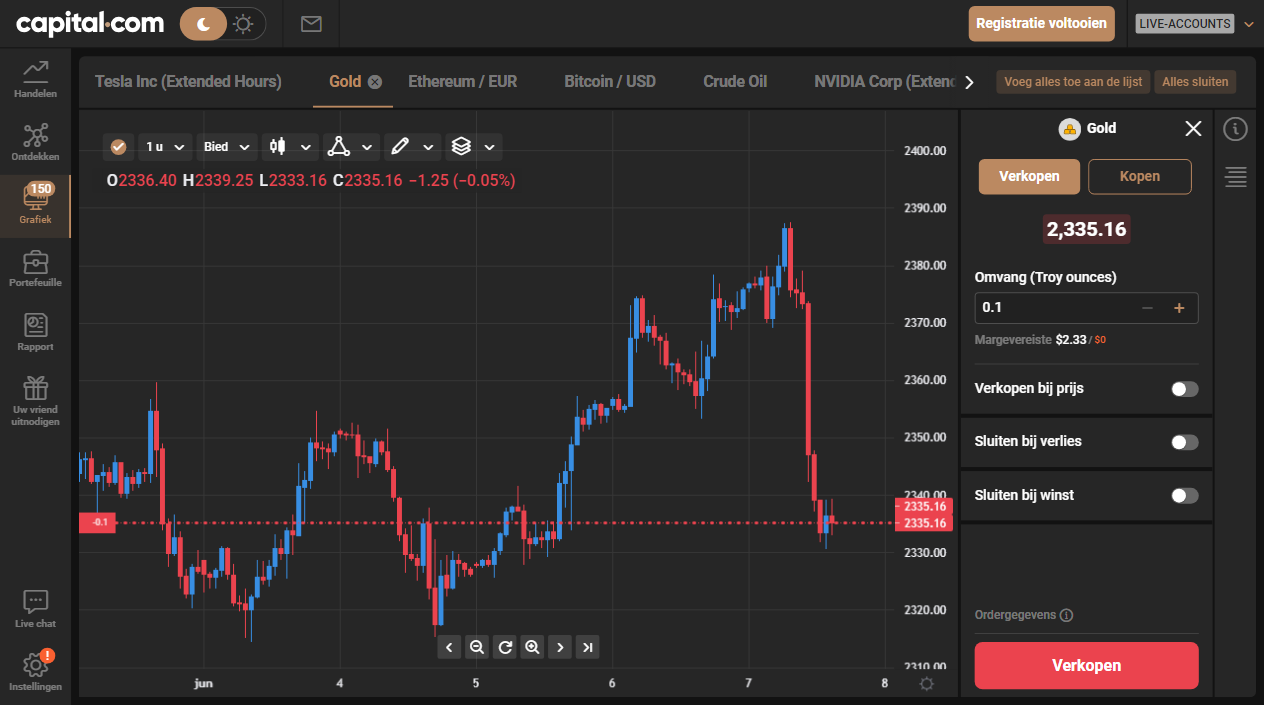 capital.com
Registratie voltooien
LIVE-ACCOUNTS
Handelen
Ontdekken
150
Grafiek
Portefeuille
Rapport
Uw vriend
uitnodigen
Live chat
!
Instellingen
Tesla Inc (Extended Hours)
Gold
Ethereum / EUR
Bitcoin / USD
Crude Oil
NVIDIA Corp (Extend
Voeg alles toe aan de lijst
Alles sluiten
1 u
Bied
O2336.40 H2339.25 L2333.16 C2335.16 −1.25 (−0.05%)
2400.00
2390.00
2380.00
2370.00
2360.00
2350.00
2340.00
2335.16
2335.16
2330.00
2320.00
2310.00
-0.1
jun
4
5
6
7
8
Gold
Verkopen
Kopen
2,335.16
Omvang (Troy ounces)
0.1
− +
Margevereiste $2.33 / $0
Verkopen bij prijs
Sluiten bij verlies
Sluiten bij winst
Ordergegevens
Verkopen